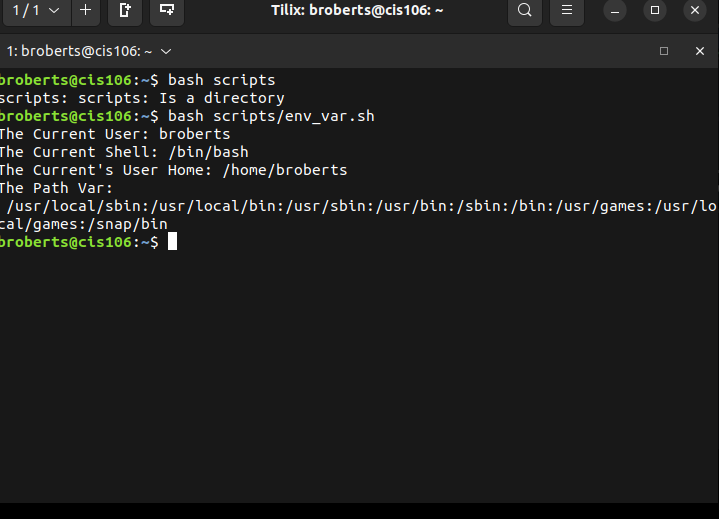 1 / 1
Tilix: broberts@cis106: ~
1: broberts@cis106: ~
broberts@cis106:~$ bash scripts
scripts: scripts: Is a directory
broberts@cis106:~$ bash scripts/env_var.sh
The Current User: broberts
The Current Shell: /bin/bash
The Current's User Home: /home/broberts
The Path Var:
 /usr/local/sbin:/usr/local/bin:/usr/sbin:/usr/bin:/sbin:/bin:/usr/games:/usr/lo
cal/games:/snap/bin
broberts@cis106:~$